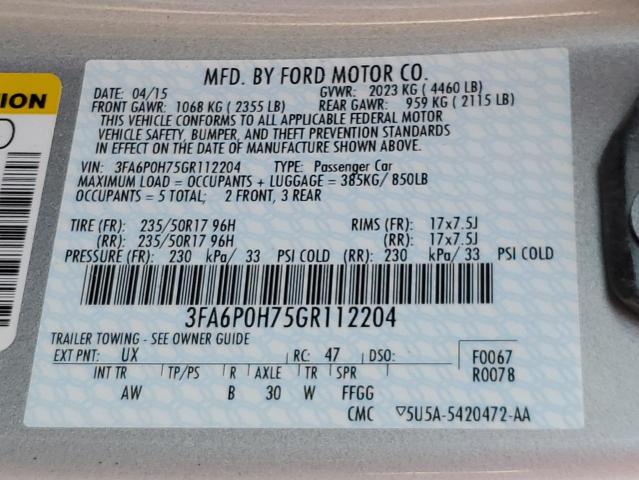 TION
MFD. BY FORD MOTOR CO.
DATE: 04/15 GVWR: 2023 KG ( 4460 LB)
FRONT GAWR: 1068 KG ( 2355 LB) REAR GAWR: 959 KG ( 2115 LB)
THIS VEHICLE CONFORMS TO ALL APPLICABLE FEDERAL MOTOR
VEHICLE SAFETY, BUMPER, AND THEFT PREVENTION STANDARDS
IN EFFECT ON THE DATE OF MANUFACTURE SHOWN ABOVE.
VIN: 3FA6P0H75GR112204 TYPE: Passenger Car
MAXIMUM LOAD = OCCUPANTS + LUGGAGE = 385KG/ 850LB
OCCUPANTS = 5 TOTAL; 2 FRONT, 3 REAR
TIRE (FR): 235/50R17 96H RIMS (FR): 17x7.5J
(RR): 235/50R17 96H (RR): 17x7.5J
PRESSURE (FR): 230 kPa/ 33 PSI COLD (RR): 230 kPa/ 33 PSI COLD
3FA6P0H75GR112204
TRAILER TOWING - SEE OWNER GUIDE
EXT PNT: UX RC: 47 DSO: F0067
INT TR TP/PS R AXLE TR SPR R0078
AW B 30 W FFGG
CMC ▽5U5A-5420472-AA